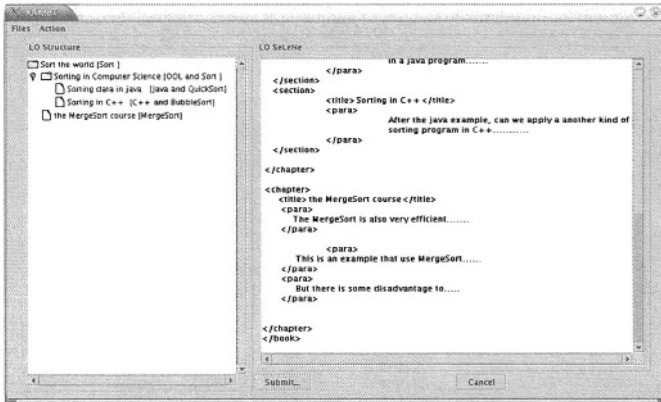 Files Action
LO Structure
Sort the world [Sort ]
Sorting in Computer Science [OOL and Sort ]
Sorting data in java [Java and QuickSort]
Sorting in C++ [C++ and BubbleSort]
the MergeSort course [MergeSort]
LO SeLeNe
in a java program.......
</para>
</section>
<section>
<title> Sorting in C++ </title>
<para>
After the java example, can we apply a another kind of
sorting program in C++............
</para>
</section>
</chapter>
<chapter>
<title> the MergeSort course </title>
<para>
The MergeSort is also very efficient.......
</para>
<para>
This is an example that use MergeSort......
</para>
<para>
But there is some disadvantage to.....
</para>
</chapter>
</book>
Submit...
Cancel